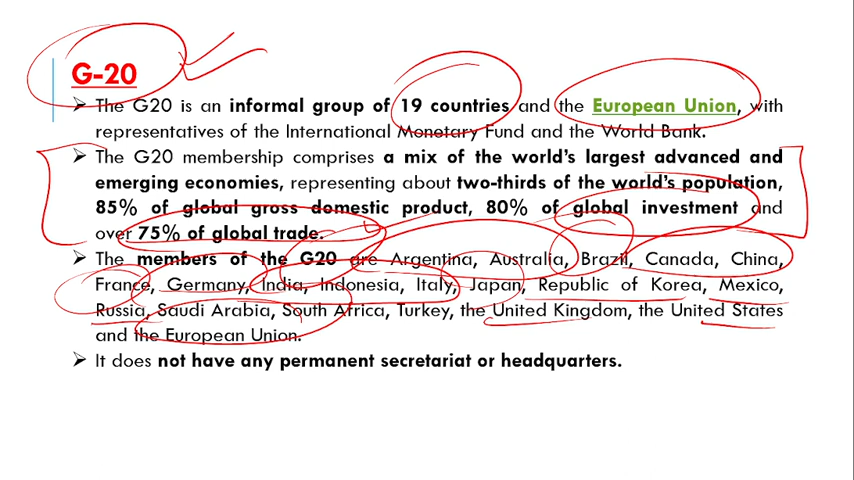 G-20
➢ The G20 is an informal group of 19 countries and the European Union, with
representatives of the International Monetary Fund and the World Bank.
➢ The G20 membership comprises a mix of the world's largest advanced and
emerging economies, representing about two-thirds of the world's population,
85% of global gross domestic product, 80% of global investment and
over 75% of global trade.
➢ The members of the G20 are Argentina, Australia, Brazil, Canada, China,
France, Germany, India, Indonesia, Italy, Japan, Republic of Korea, Mexico,
Russia, Saudi Arabia, South Africa, Turkey, the United Kingdom, the United States
and the European Union.
➢ It does not have any permanent secretariat or headquarters.